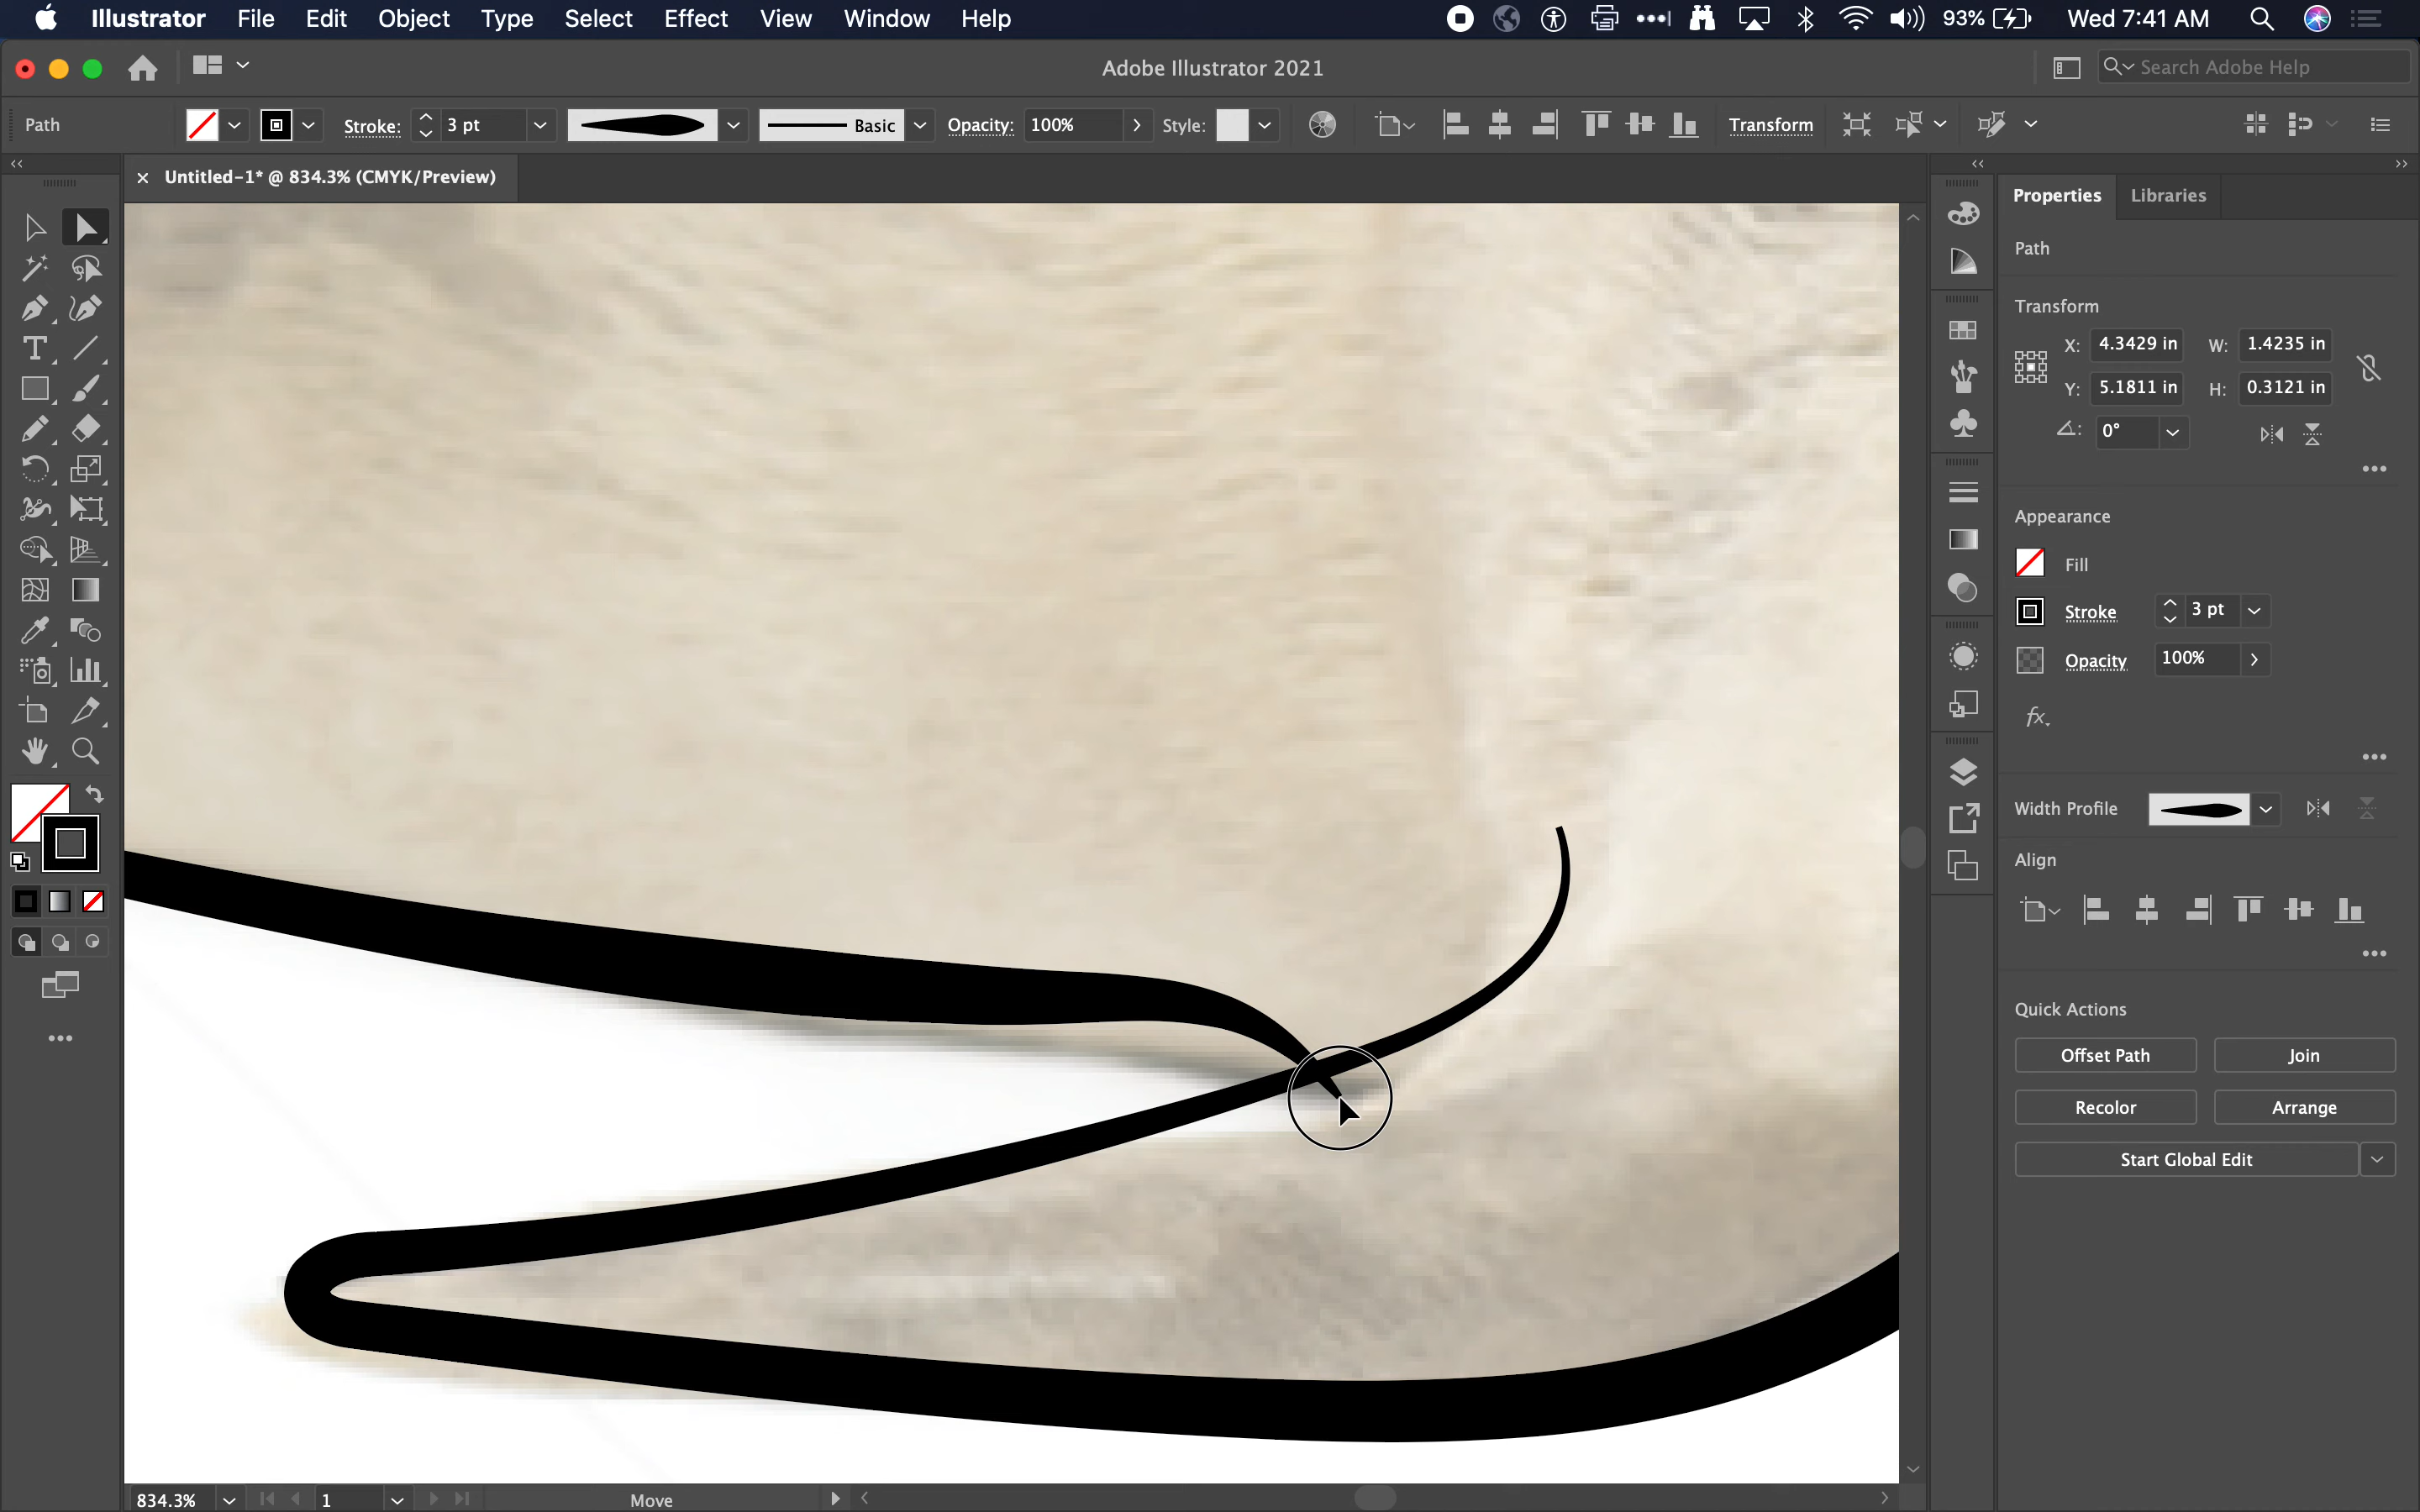 Illustrator File Edit Object Type Select Effect View Window Help 93% Wed 7:41 AM
Adobe Illustrator 2021 Search Adobe Help
Path Stroke: 3 pt Basic Opacity: 100% Style: Transform
Untitled-1* @ 834.3% (CMYK/Preview)
Properties Libraries
Path
Transform
X: 4.3429 in W: 1.4235 in
Y: 5.1811 in H: 0.3121 in
0°
Appearance
Fill
Stroke 3 pt
Opacity 100%
fx.
Width Profile
Align
Quick Actions
Offset Path Join
Recolor Arrange
Start Global Edit
834.3% 1 Move